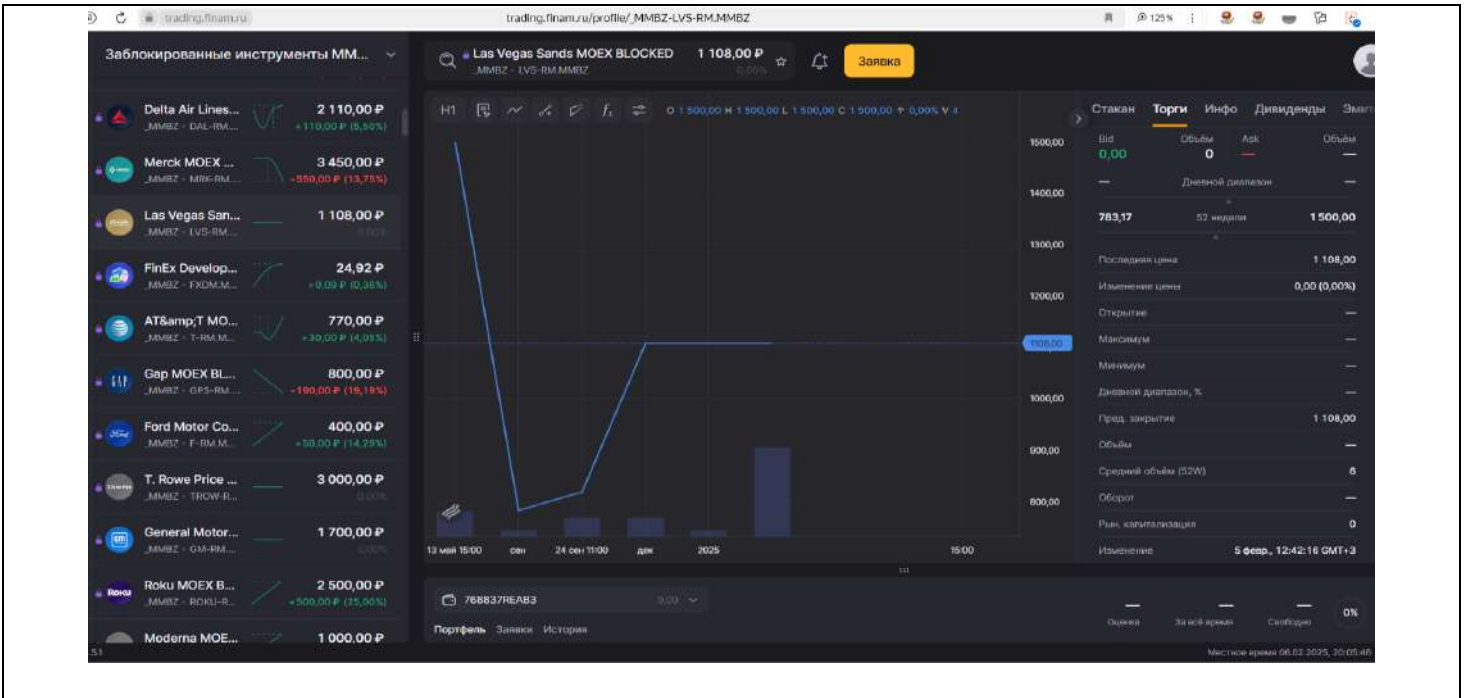 trading.finam.ru
trading.finam.ru/profile/_MMBZ-LVS-RM.MMBZ
125 %
Заблокированные инструменты ММ...
Las Vegas Sands MOEX BLOCKED
1 108,00 ₽
_MMBZ · LVS-RM.MMBZ
0,00%
Заявка
Delta Air Lines...
2 110,00 ₽
_MMBZ · DAL-RM....
+110,00 ₽ (5,50%)
Merck MOEX ...
3 450,00 ₽
_MMBZ · MRK-RM....
-550,00 ₽ (13,75%)
Las Vegas San...
1 108,00 ₽
_MMBZ · LVS-RM....
0,00%
FinEx Develop...
24,92 ₽
_MMBZ · FXDM.M...
+0,09 ₽ (0,36%)
AT&amp;T MO...
770,00 ₽
_MMBZ · T-RM.M...
+30,00 ₽ (4,05%)
Gap MOEX BL...
800,00 ₽
_MMBZ · GPS-RM....
-190,00 ₽ (19,19%)
Ford Motor Co...
400,00 ₽
_MMBZ · F-RM.M...
+50,00 ₽ (14,29%)
T. Rowe Price ...
3 000,00 ₽
_MMBZ · TROW-R...
0,00%
General Motor...
1 700,00 ₽
_MMBZ · GM-RM....
0,00%
Roku MOEX B...
2 500,00 ₽
_MMBZ · ROKU-R...
+500,00 ₽ (25,00%)
Moderna MOE...
1 000,00 ₽
H1
O 1 500,00 H 1 500,00 L 1 500,00 C 1 500,00 ↑ 0,00% V 4
1500,00
1400,00
1300,00
1200,00
1108,00
1000,00
900,00
800,00
13 май 15:00
сен
24 сен 11:00
дек
2025
15:00
Стакан Торги Инфо Дивиденды
Bid Объём Ask Объём
0,00 0 — —
— Дневной диапазон —
783,17 52 недели 1 500,00
Последняя цена 1 108,00
Изменение цены 0,00 (0,00%)
Открытие —
Максимум —
Минимум —
Дневной диапазон, % —
Пред. закрытие 1 108,00
Объём —
Средний объём (52W) 6
Оборот —
Рын. капитализация 0
Изменение 5 февр., 12:42:16 GMT+3
768837REAB3
0,00
Портфель Заявки История
— — — 0%
Оценка За всё время Свободно
Местное время 06.02.2025, 20:05:46